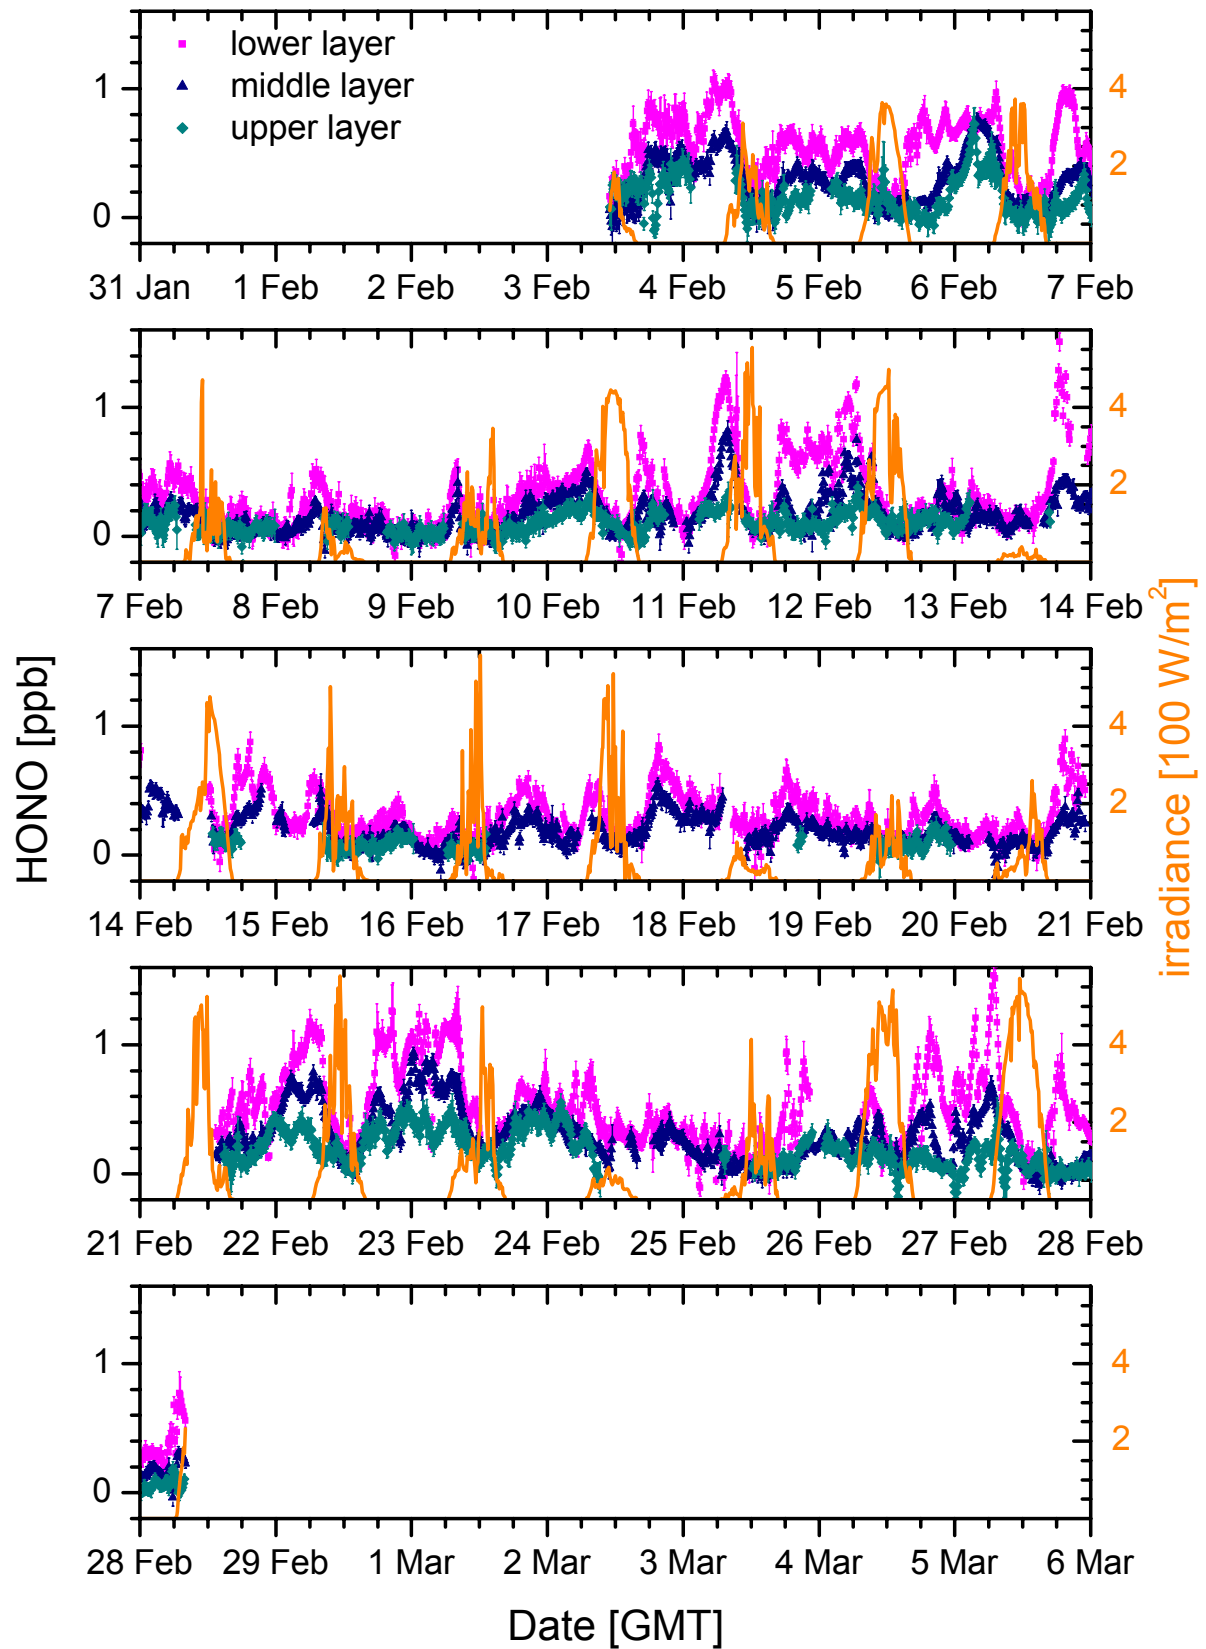 lower layer
middle layer
upper layer
1
0
4
2
31 Jan 1 Feb 2 Feb 3 Feb 4 Feb 5 Feb 6 Feb 7 Feb
1
0
4
2
7 Feb 8 Feb 9 Feb 10 Feb 11 Feb 12 Feb 13 Feb 14 Feb
HONO [ppb]
irradiance [100 W/m²]
1
0
4
2
14 Feb 15 Feb 16 Feb 17 Feb 18 Feb 19 Feb 20 Feb 21 Feb
1
0
4
2
21 Feb 22 Feb 23 Feb 24 Feb 25 Feb 26 Feb 27 Feb 28 Feb
1
0
4
2
28 Feb 29 Feb 1 Mar 2 Mar 3 Mar 4 Mar 5 Mar 6 Mar
Date [GMT]